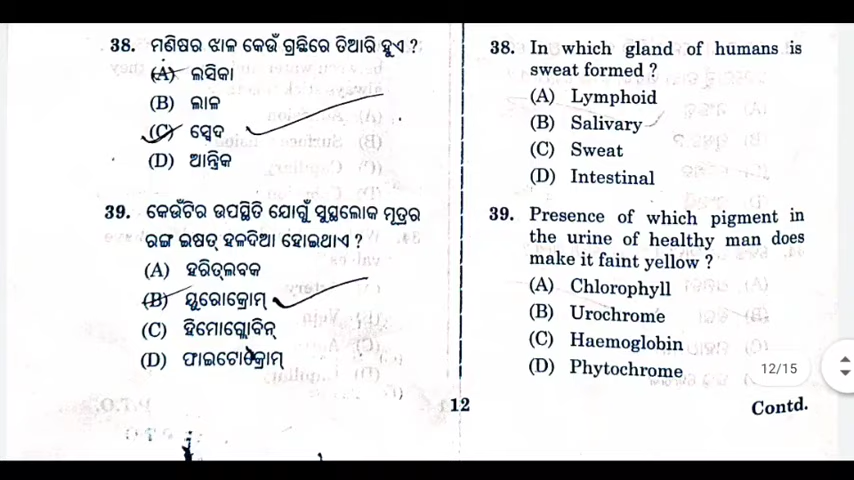 38. ମଣିଷର ଝାଳ କେଉଁ ଗ୍ରନ୍ଥିରେ ତିଆରି ହୁଏ ?
(A) ଲସିକା
(B) ଲାଳ
(C) ସ୍ୱେଦ
(D) ଆନ୍ତ୍ରିକ
39. କେଉଁଟିର ଉପସ୍ଥିତି ଯୋଗୁଁ ସୁସ୍ଥଲୋକ ମୂତ୍ରର
ରଙ୍ଗ ଇଷତ୍ ହଳଦିଆ ହୋଇଥାଏ ?
(A) ହରିତ୍‌ଲବକ
(B) ୟୁରୋକ୍ରୋମ୍
(C) ହିମୋଗ୍ଲୋବିନ୍
(D) ଫାଇଟୋକ୍ରୋମ୍
38. In which gland of humans is
sweat formed ?
(A) Lymphoid
(B) Salivary
(C) Sweat
(D) Intestinal
39. Presence of which pigment in
the urine of healthy man does
make it faint yellow ?
(A) Chlorophyll
(B) Urochrome
(C) Haemoglobin
(D) Phytochrome
12/15
12
Contd.